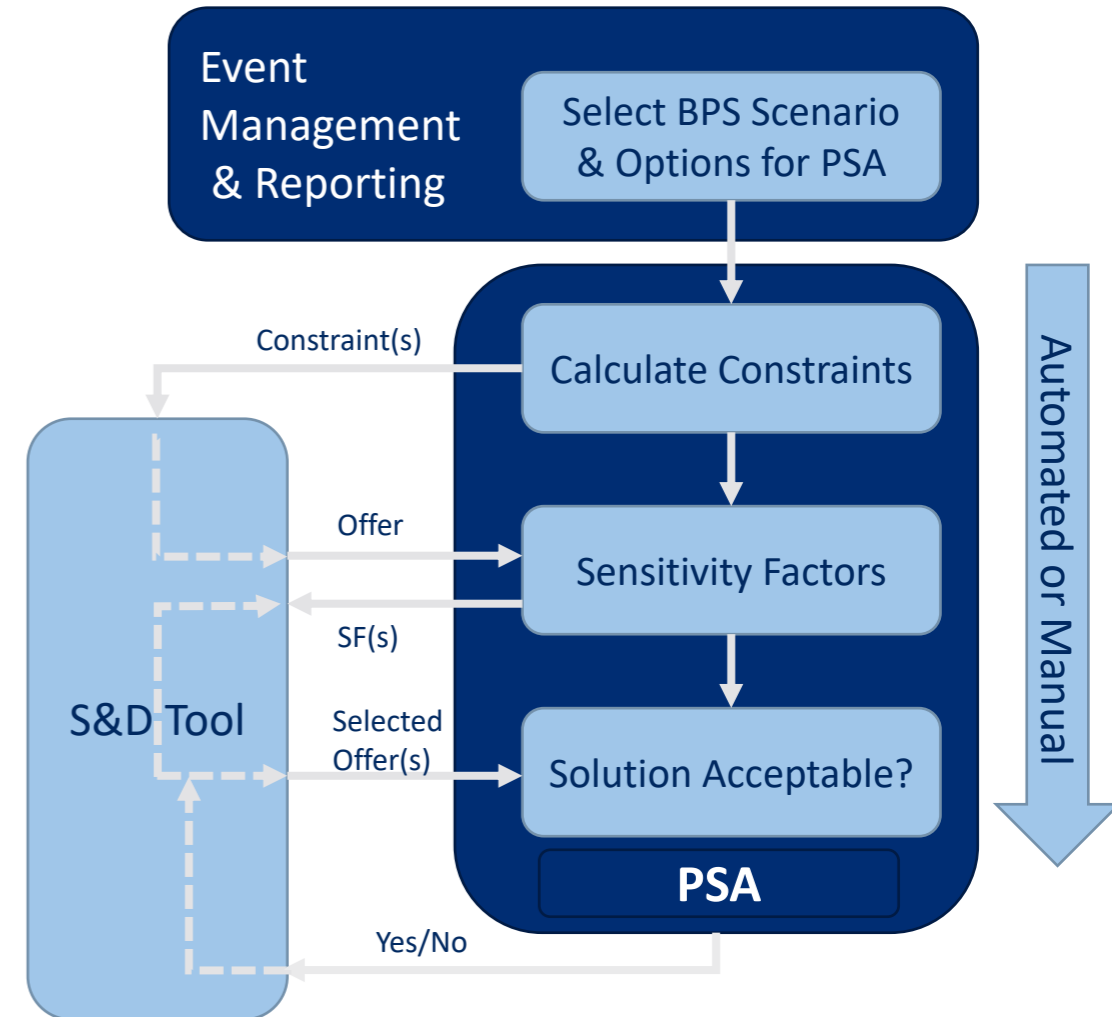 Event
Management
& Reporting
Select BPS Scenario
& Options for PSA
Constraint(s)
Calculate Constraints
Offer
Sensitivity Factors
SF(s)
S&D Tool
Selected
Offer(s)
Solution Acceptable?
PSA
Yes/No
Automated or Manual